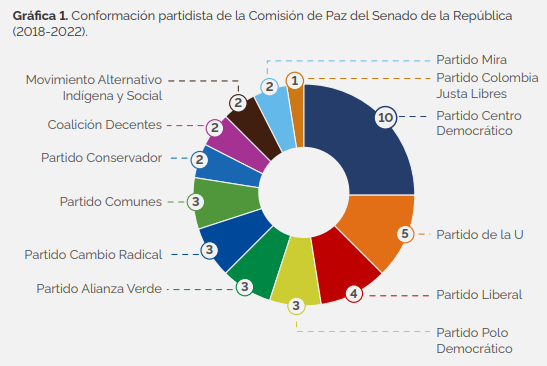 Gráfica 1. Conformación partidista de la Comisión de Paz del Senado de la República
(2018-2022).
Partido Mira
2
Partido Colombia
Justa Libres
1
Partido Centro
Democrático
10
Partido de la U
5
Partido Liberal
4
Partido Polo
Democrático
3
Partido Alianza Verde
3
Partido Cambio Radical
3
Partido Comunes
3
Partido Conservador
2
Coalición Decentes
2
Movimiento Alternativo
Indígena y Social
2